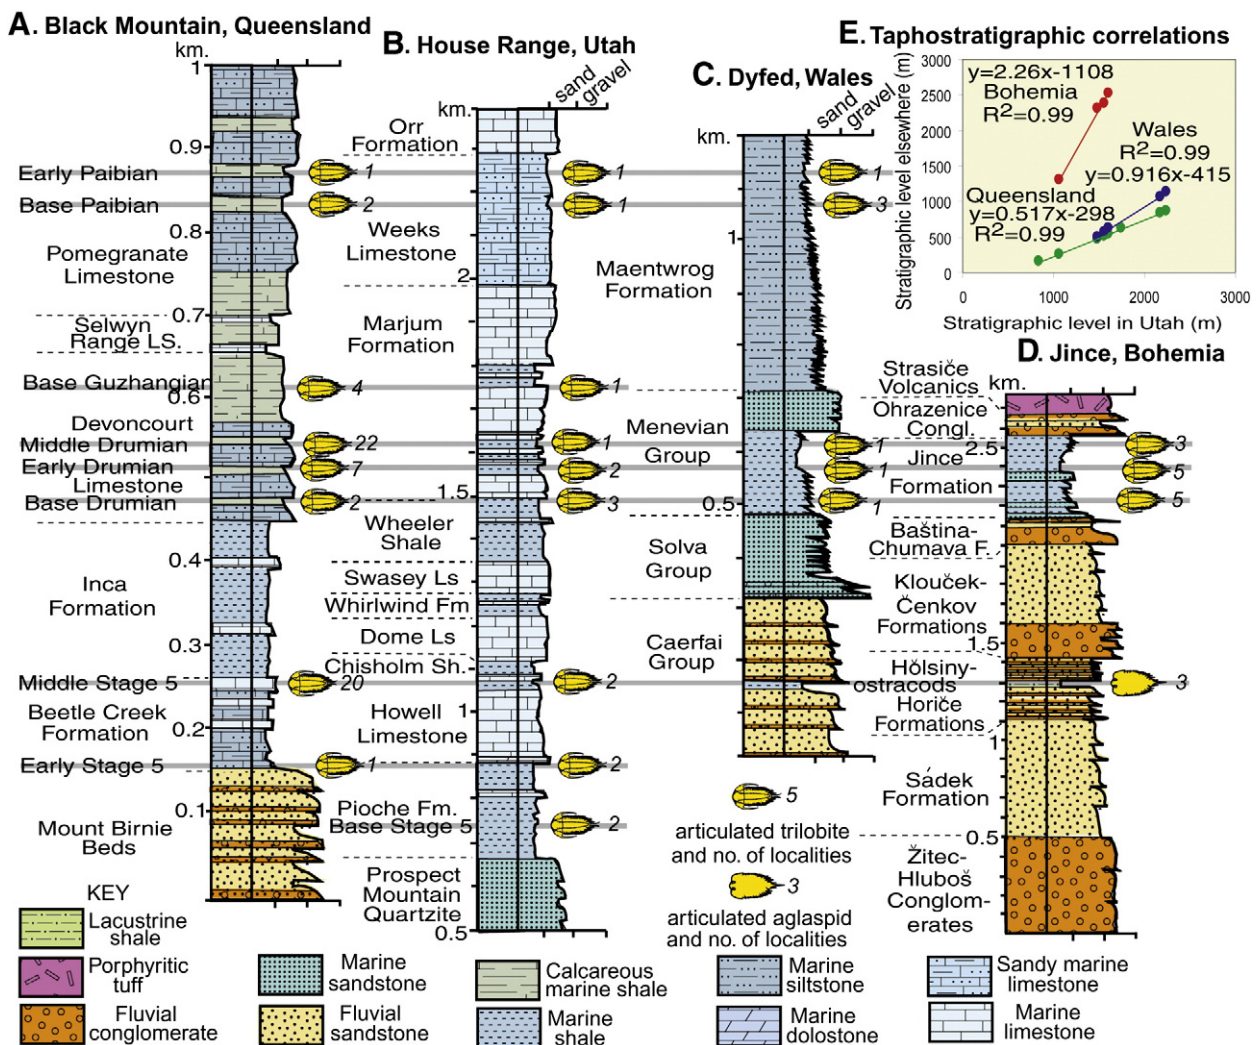 A. Black Mountain, Queensland
km.
1
0.9
Early Paibian
1
Base Paibian
2
0.8
Pomegranate
Limestone
0.7
Selwyn
Range LS.
Base Guzhangian
4
0.6
Devoncourt
Middle Drumian
22
Early Drumian
7
Limestone
Base Drumian
2
0.4
Inca
Formation
0.3
Middle Stage 5
20
Beetle Creek
Formation
0.2
Early Stage 5
1
0.1
Mount Birnie
Beds
B. House Range, Utah
km.
sand
gravel
Orr
Formation
1
1
Weeks
Limestone
2
Marjum
Formation
1
1
2
1.5
3
Wheeler
Shale
Swasey Ls
Whirlwind Fm
Dome Ls
Chisholm Sh.
2
Howell
Limestone
1
2
Pioche Fm.
Base Stage 5
2
Prospect
Mountain
Quartzite
0.5
C. Dyfed, Wales
km.
sand
gravel
1
3
1
Maentwrog
Formation
Menevian
Group
1
1
0.5
1
Solva
Group
Caerfai
Group
5
articulated trilobite
and no. of localities
3
articulated aglaspid
and no. of localities
E. Taphostratigraphic correlations
Stratigraphic level elsewhere (m)
3000
2500
2000
1500
1000
500
0
y=2.26x-1108
Bohemia
R2=0.99
Wales
R2=0.99
y=0.916x-415
Queensland
y=0.517x-298
R2=0.99
0
1000
2000
3000
Stratigraphic level in Utah (m)
D. Jince, Bohemia
km.
Strasiče
Volcanics
Ohrazenice
Congl.
2.5
3
Jince
5
Formation
5
Baština-
Chumava F.
Klouček-
Čenkov
Formations
1.5
Hŏlsiny-
ostracods
3
Horiče
Formations
1
Sádek
Formation
0.5
Žitec-
Hluboš
Conglom-
erates
KEY
Lacustrine
shale
Porphyritic
tuff
Fluvial
conglomerate
Marine
sandstone
Fluvial
sandstone
Calcareous
marine shale
Marine
shale
Marine
siltstone
Marine
dolostone
Sandy marine
limestone
Marine
limestone